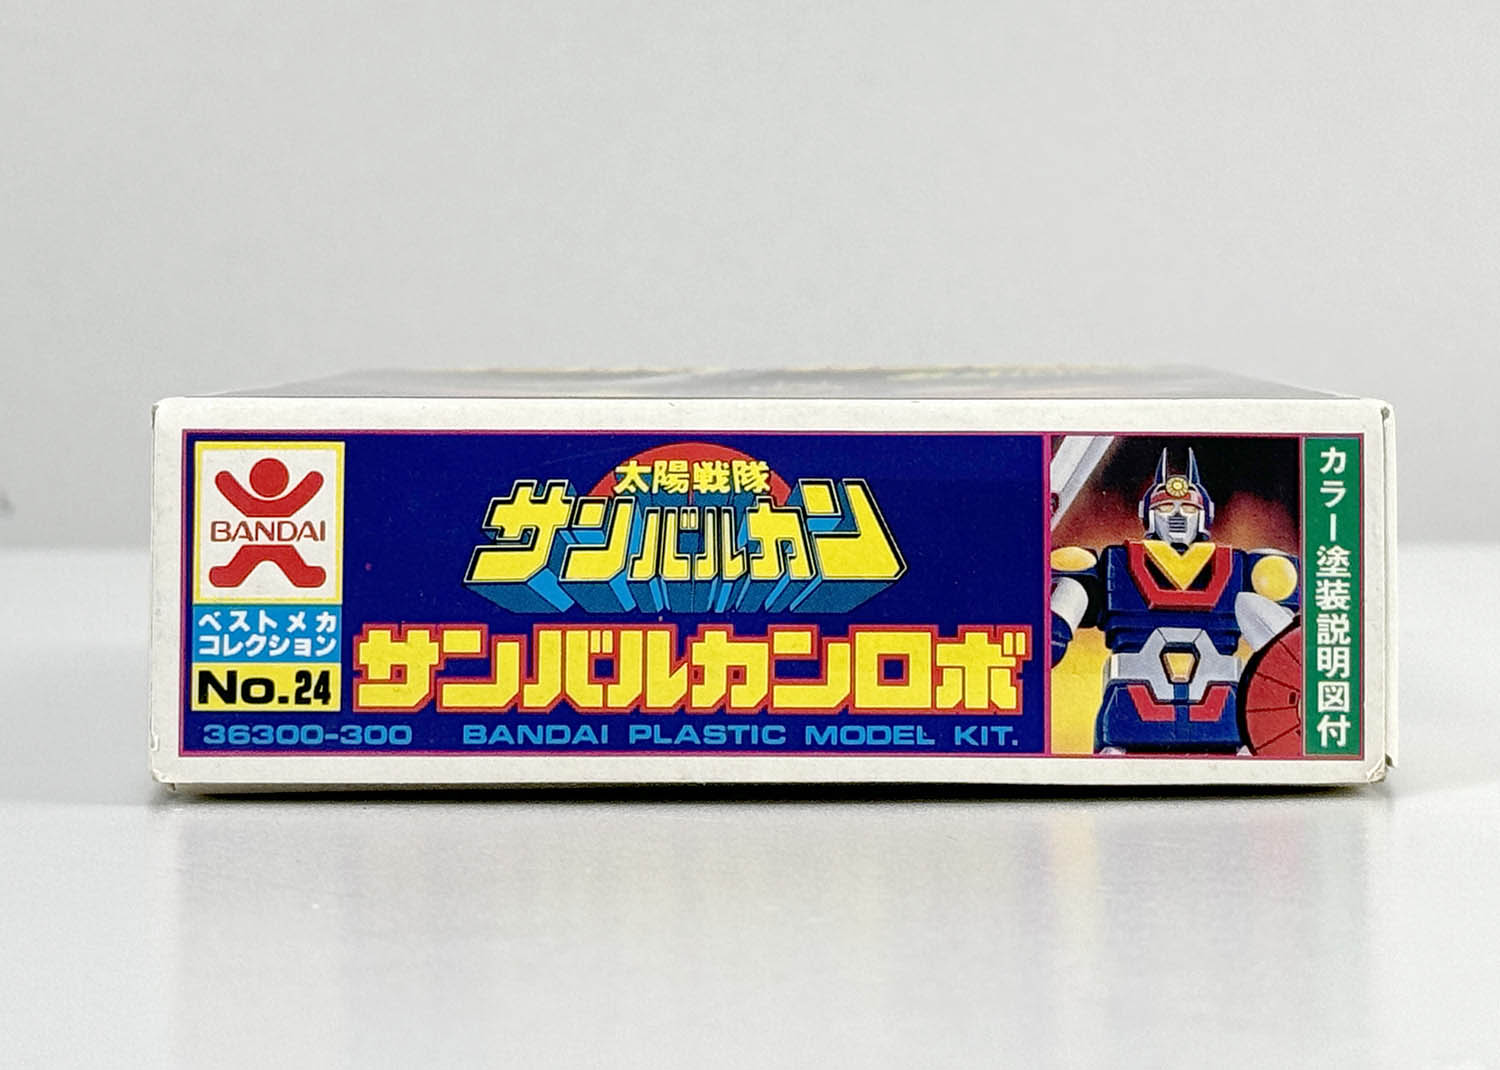 BANDAI
ベストメカ
コレクション
No.24
太陽戦隊
サンバルカン
サンバルカンロボ
36300-300 BANDAI PLASTIC MODEL KIT.
カラー塗装説明図付